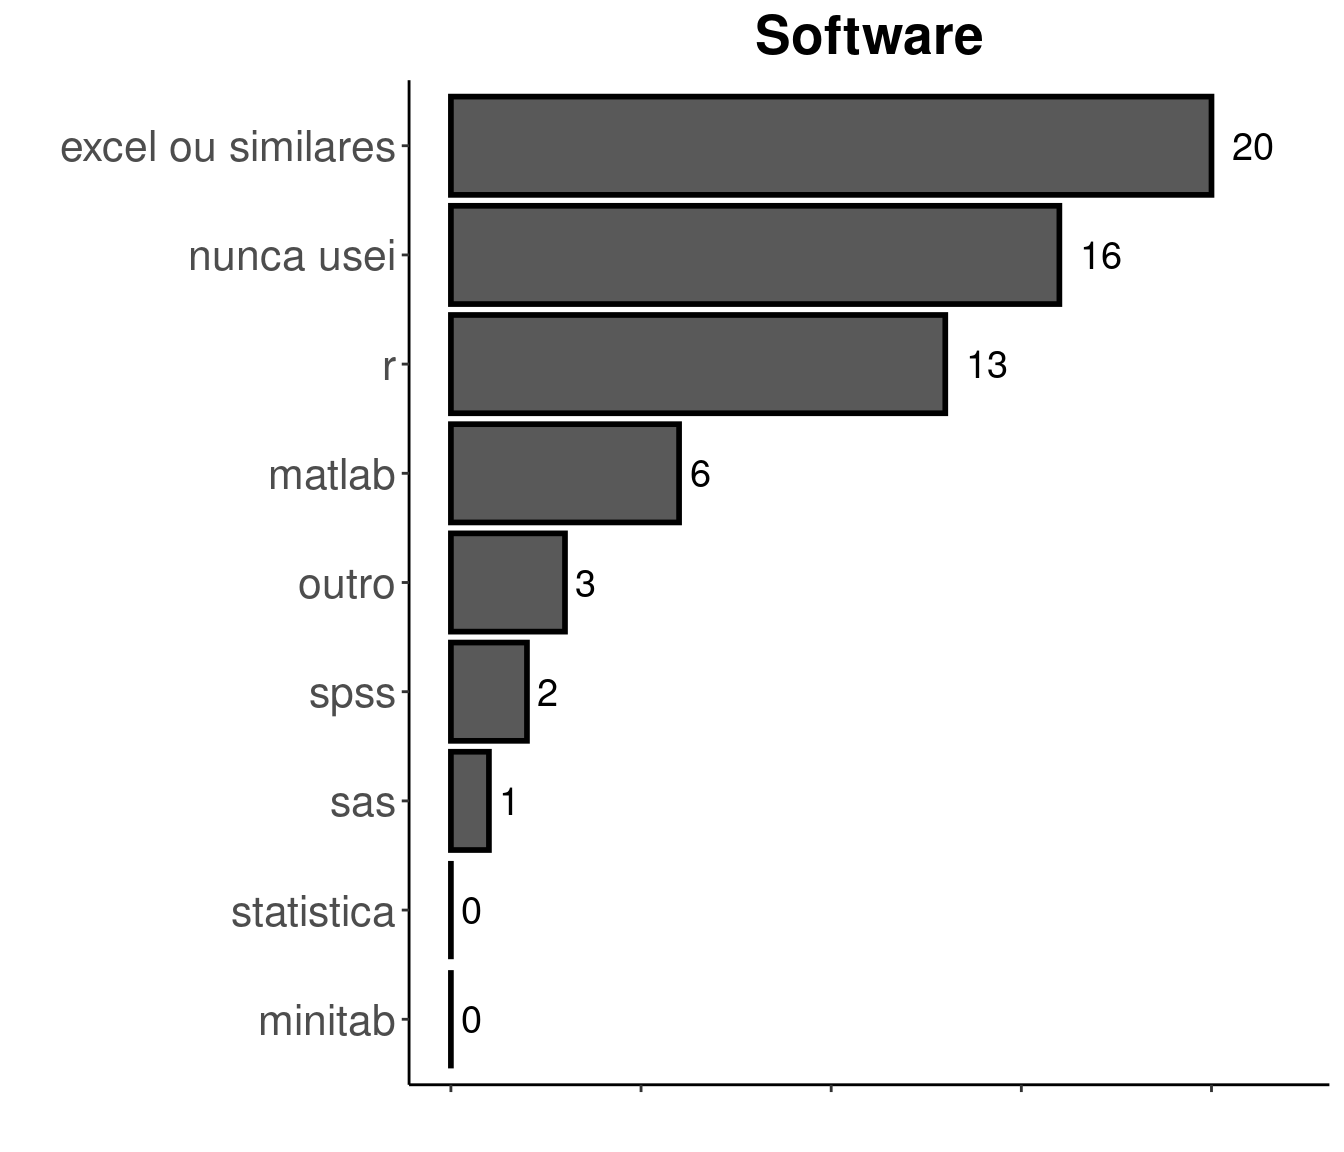 Software
excel ou similares 20
nunca usei 16
r 13
matlab 6
outro 3
spss 2
sas 1
statistica 0
minitab 0